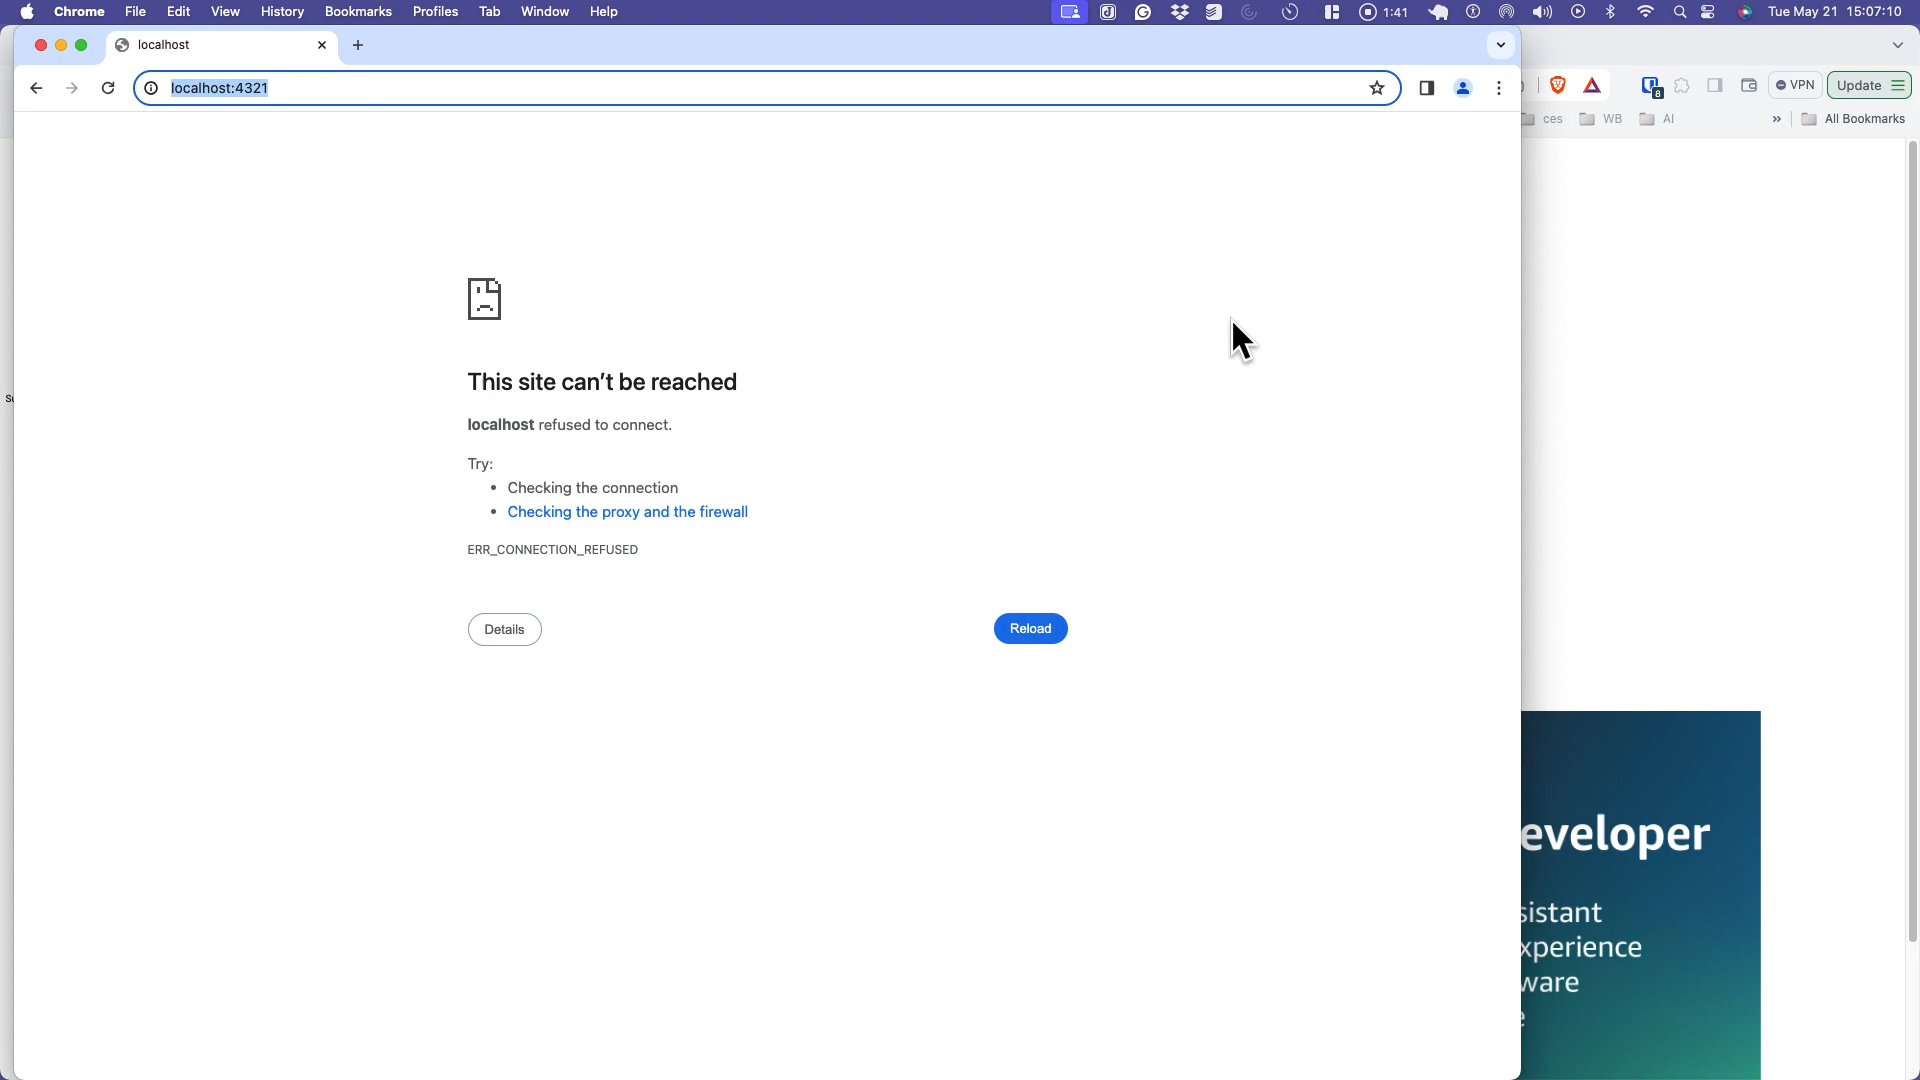 Chrome File Edit View History Bookmarks Profiles Tab Window Help 1:41 Tue May 21 15:07:10
localhost
localhost:4321
8 VPN Update
ces WB AI » All Bookmarks
This site can't be reached
localhost refused to connect.
Try:
• Checking the connection
• Checking the proxy and the firewall
ERR_CONNECTION_REFUSED
Details Reload
eveloper
sistant
xperience
ware
e